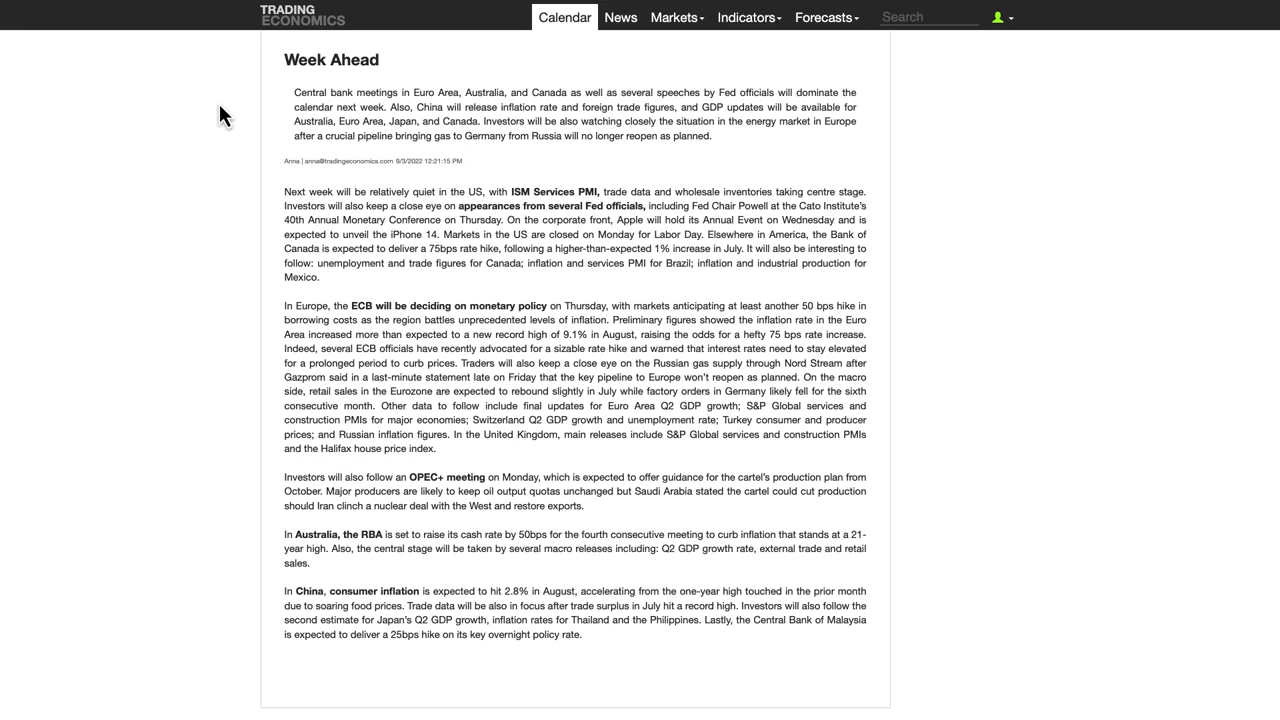 TRADING
ECONOMICS
Calendar News Markets Indicators Forecasts Search
Week Ahead
Central bank meetings in Euro Area, Australia, and Canada as well as several speeches by Fed officials will dominate the
calendar next week. Also, China will release inflation rate and foreign trade figures, and GDP updates will be available for
Australia, Euro Area, Japan, and Canada. Investors will be also watching closely the situation in the energy market in Europe
after a crucial pipeline bringing gas to Germany from Russia will no longer reopen as planned.
Anna | anna@tradingeconomics.com 9/3/2022 12:21:15 PM
Next week will be relatively quiet in the US, with ISM Services PMI, trade data and wholesale inventories taking centre stage.
Investors will also keep a close eye on appearances from several Fed officials, including Fed Chair Powell at the Cato Institute's
40th Annual Monetary Conference on Thursday. On the corporate front, Apple will hold its Annual Event on Wednesday and is
expected to unveil the iPhone 14. Markets in the US are closed on Monday for Labor Day. Elsewhere in America, the Bank of
Canada is expected to deliver a 75bps rate hike, following a higher-than-expected 1% increase in July. It will also be interesting to
follow: unemployment and trade figures for Canada; inflation and services PMI for Brazil; inflation and industrial production for
Mexico.
In Europe, the ECB will be deciding on monetary policy on Thursday, with markets anticipating at least another 50 bps hike in
borrowing costs as the region battles unprecedented levels of inflation. Preliminary figures showed the inflation rate in the Euro
Area increased more than expected to a new record high of 9.1% in August, raising the odds for a hefty 75 bps rate increase.
Indeed, several ECB officials have recently advocated for a sizable rate hike and warned that interest rates need to stay elevated
for a prolonged period to curb prices. Traders will also keep a close eye on the Russian gas supply through Nord Stream after
Gazprom said in a last-minute statement late on Friday that the key pipeline to Europe won't reopen as planned. On the macro
side, retail sales in the Eurozone are expected to rebound slightly in July while factory orders in Germany likely fell for the sixth
consecutive month. Other data to follow include final updates for Euro Area Q2 GDP growth; S&P Global services and
construction PMIs for major economies; Switzerland Q2 GDP growth and unemployment rate; Turkey consumer and producer
prices; and Russian inflation figures. In the United Kingdom, main releases include S&P Global services and construction PMIs
and the Halifax house price index.
Investors will also follow an OPEC+ meeting on Monday, which is expected to offer guidance for the cartel's production plan from
October. Major producers are likely to keep oil output quotas unchanged but Saudi Arabia stated the cartel could cut production
should Iran clinch a nuclear deal with the West and restore exports.
In Australia, the RBA is set to raise its cash rate by 50bps for the fourth consecutive meeting to curb inflation that stands at a 21-
year high. Also, the central stage will be taken by several macro releases including: Q2 GDP growth rate, external trade and retail
sales.
In China, consumer inflation is expected to hit 2.8% in August, accelerating from the one-year high touched in the prior month
due to soaring food prices. Trade data will be also in focus after trade surplus in July hit a record high. Investors will also follow the
second estimate for Japan's Q2 GDP growth, inflation rates for Thailand and the Philippines. Lastly, the Central Bank of Malaysia
is expected to deliver a 25bps hike on its key overnight policy rate.